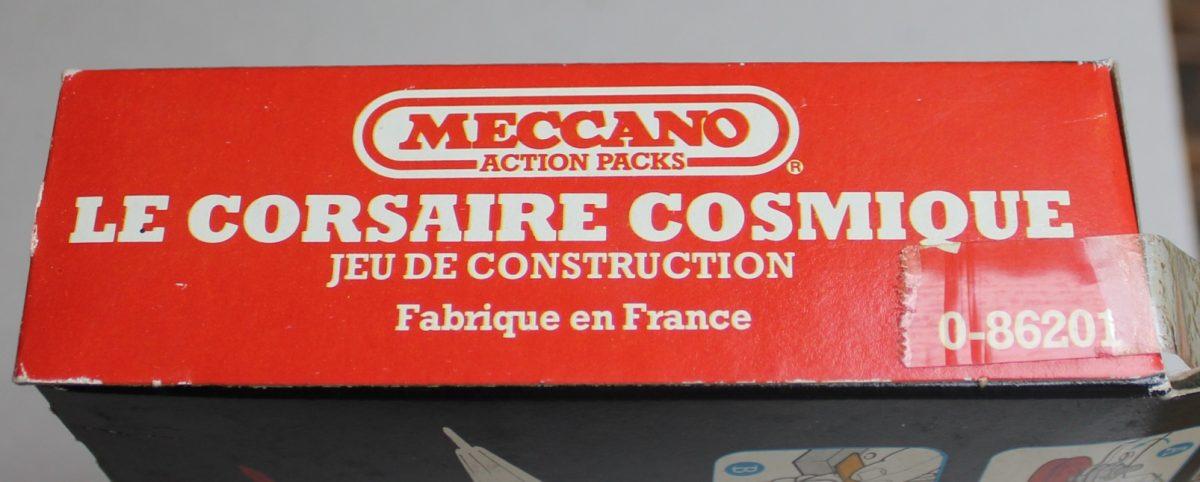 MECCANO
ACTION PACKS
®
LE CORSAIRE COSMIQUE
JEU DE CONSTRUCTION
Fabrique en France
0-86201
B
A